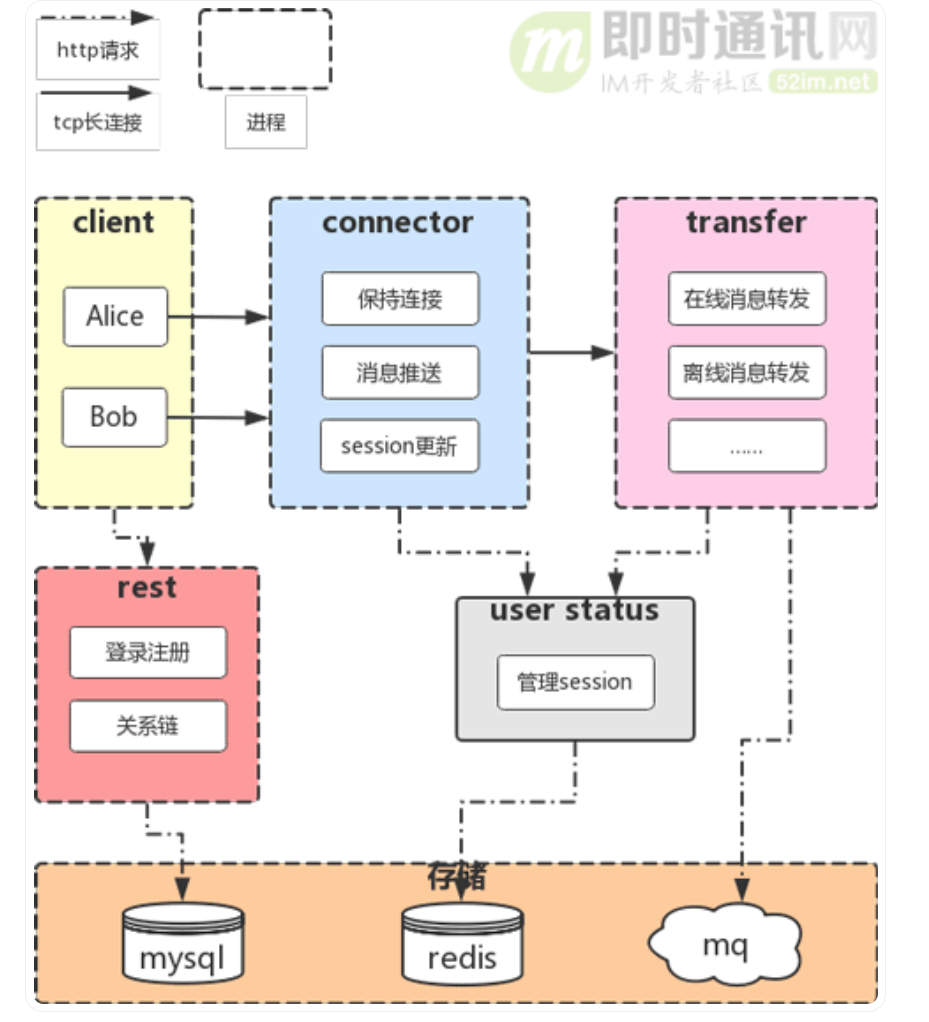 http请求
tcp长连接
进程
m 即时通讯网
IM开发者社区 52im.net
client
Alice
Bob
connector
保持连接
消息推送
session更新
transfer
在线消息转发
离线消息转发
……
rest
登录注册
关系链
user status
管理session
存储
mysql
redis
mq